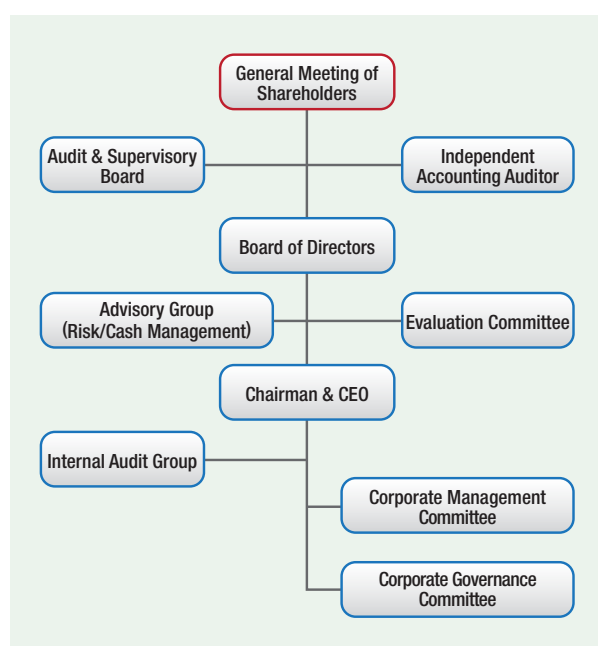 General Meeting of
Shareholders
Audit & Supervisory
Board
Independent
Accounting Auditor
Board of Directors
Advisory Group
(Risk/Cash Management)
Evaluation Committee
Chairman & CEO
Internal Audit Group
Corporate Management
Committee
Corporate Governance
Committee